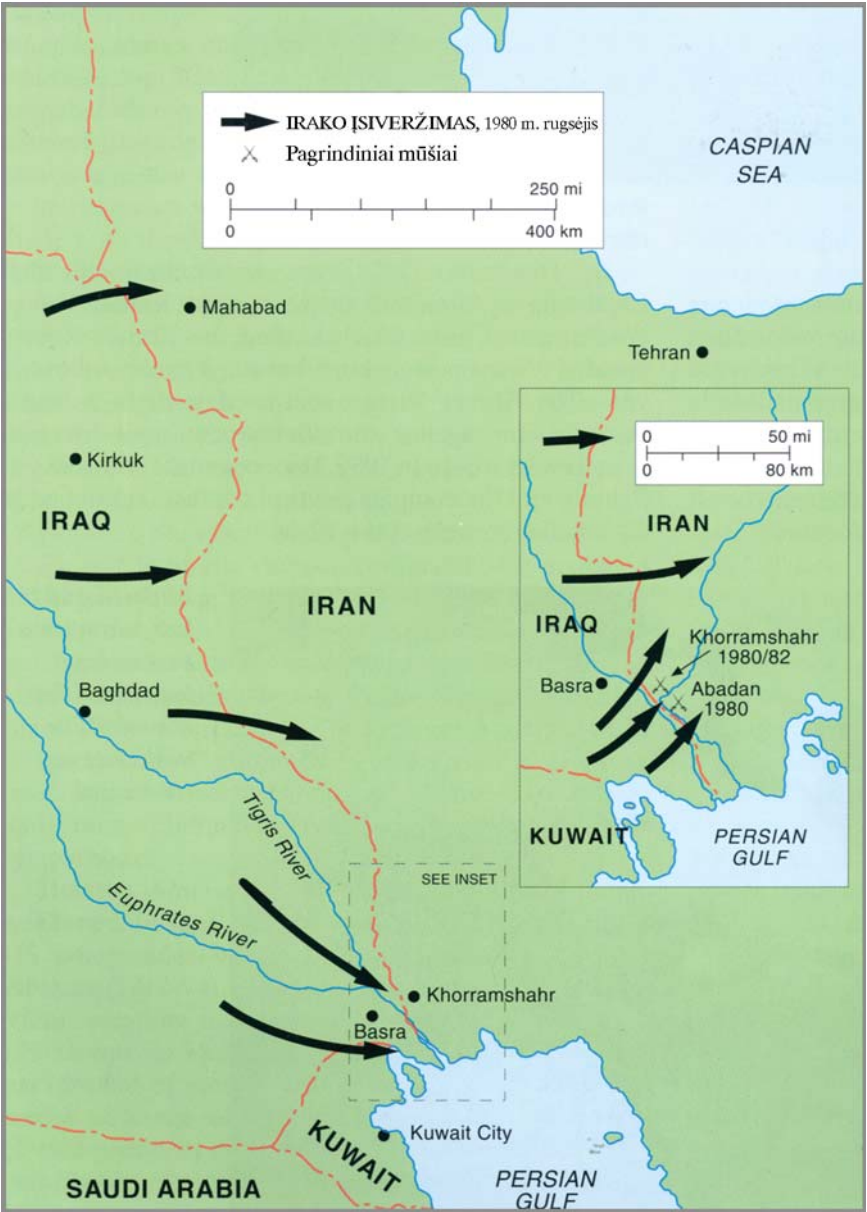 IRAKO ĮSIVERŽIMAS, 1980 m. rugsėjis
Pagrindiniai mūšiai
0 250 mi
0 400 km
CASPIAN
SEA
Mahabad
Tehran
Kirkuk
IRAQ
IRAN
Baghdad
Tigris River
Euphrates River
SEE INSET
Khorramshahr
Basra
Kuwait City
KUWAIT
SAUDI ARABIA
PERSIAN
GULF
0 50 mi
0 80 km
IRAN
IRAQ
Khorramshahr
1980/82
Basra
Abadan
1980
KUWAIT
PERSIAN
GULF